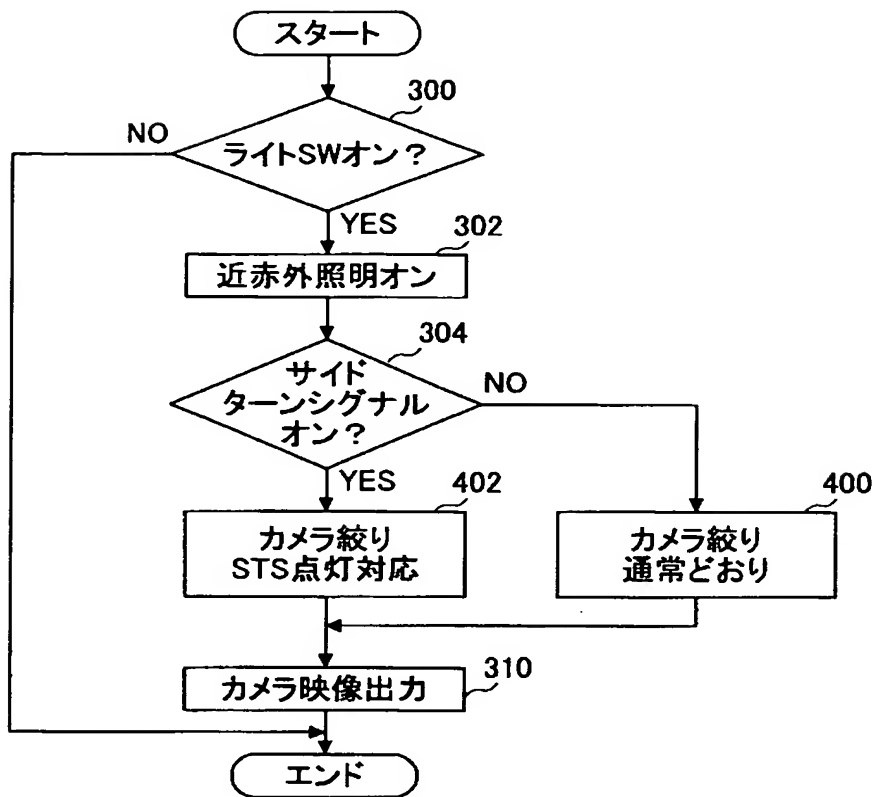 スタート
300
NO
ライトSWオン？
YES
302
近赤外照明オン
304
サイド
ターンシグナル
オン？
NO
YES
402
カメラ絞り
STS点灯対応
400
カメラ絞り
通常どおり
カメラ映像出力
310
エンド